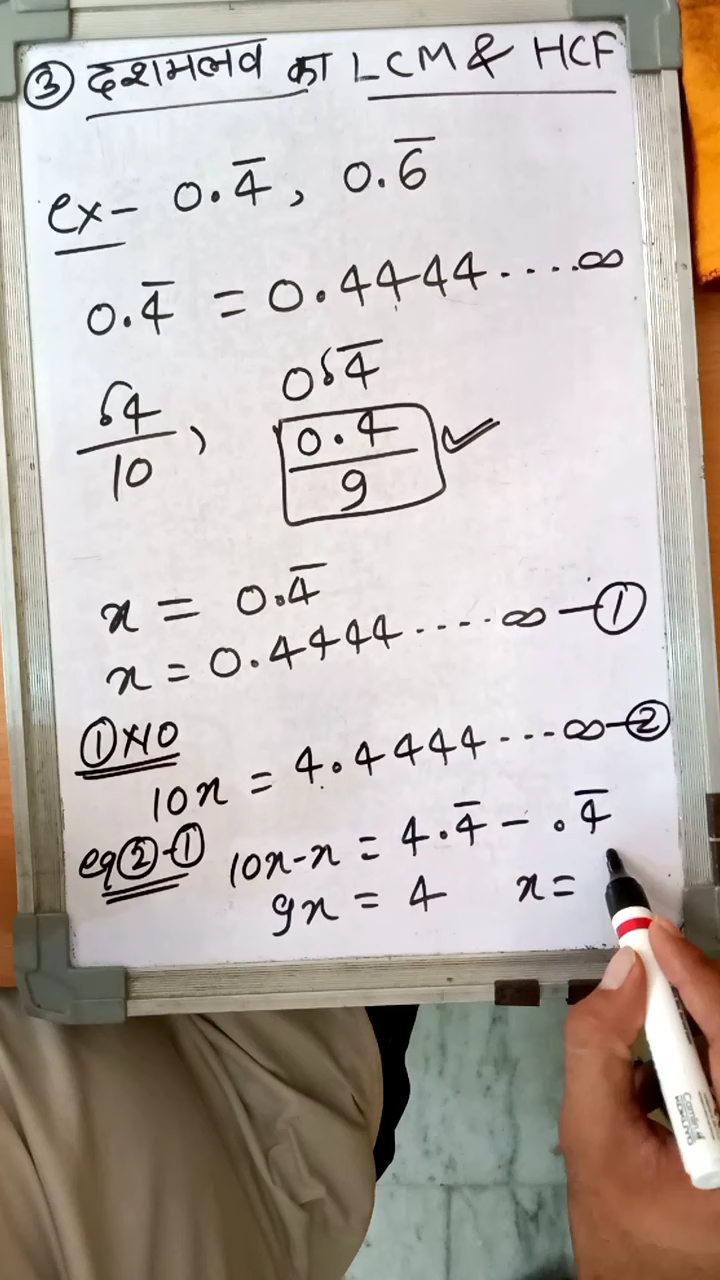 ③ दशमलव का LCM & HCF
ex- 0.4̅, 0.6̅
0.4̅ = 0.4444....∞
4/10, 0.4̅
0.4/9 ✓
x = 0.4̅
x = 0.4444....∞ -①
①×10
10x = 4.4444...∞-②
eq②-① 10x-x = 4.4̅ - .4̅
9x = 4 x =
Camlin
KOKUYO